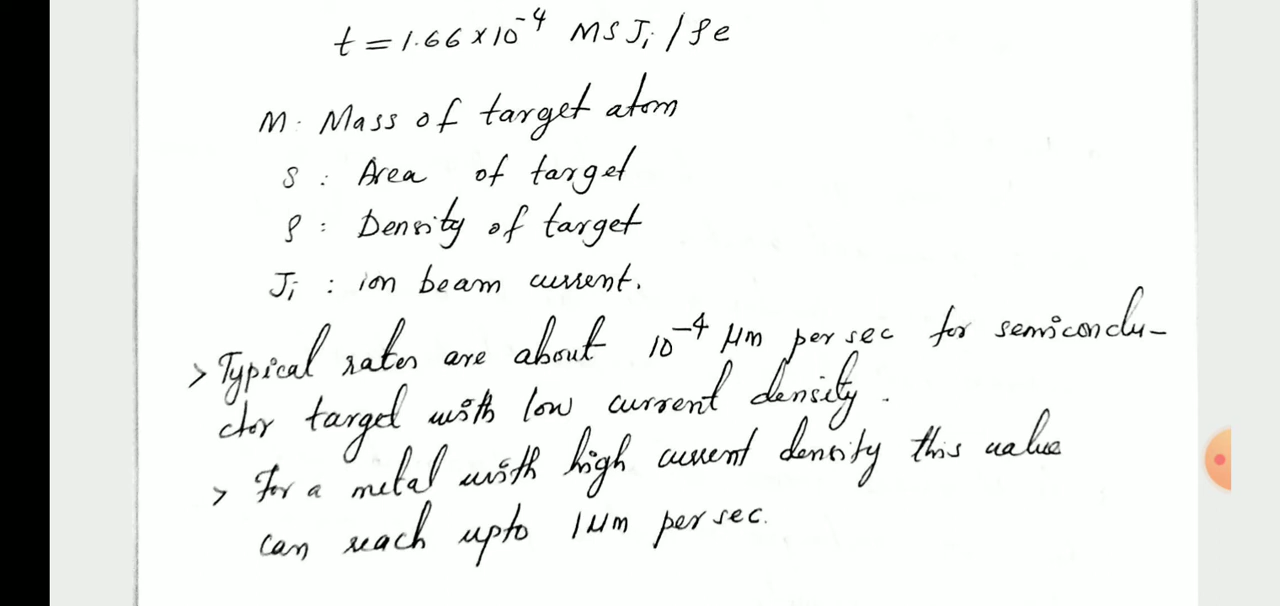 t = 1.66 × 10⁻⁴ MSJᵢ / ρe
M : Mass of target atom
S : Area of target
ρ : Density of target
Jᵢ : ion beam current.
> Typical rates are about 10⁻⁴ μm per sec for semicondu-
ctor target with low current density.
> For a metal with high current density this value
can reach upto 1 μm per sec.